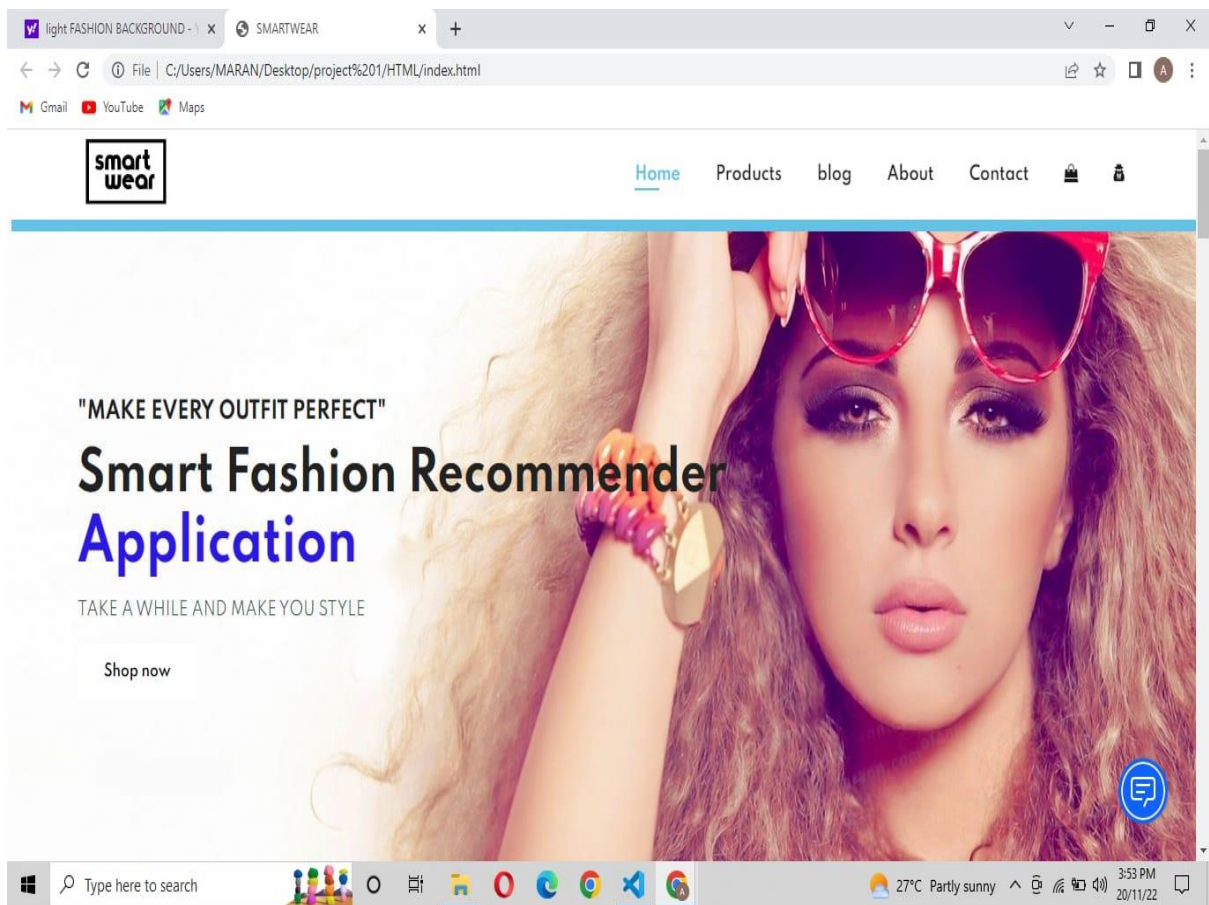 light FASHION BACKGROUND - Y
SMARTWEAR
File | C:/Users/MARAN/Desktop/project%201/HTML/index.html
A
Gmail YouTube Maps
smart
wear
Home Products blog About Contact
"MAKE EVERY OUTFIT PERFECT"
Smart Fashion Recommender
Application
TAKE A WHILE AND MAKE YOU STYLE
Shop now
Type here to search
27°C Partly sunny
3:53 PM
20/11/22